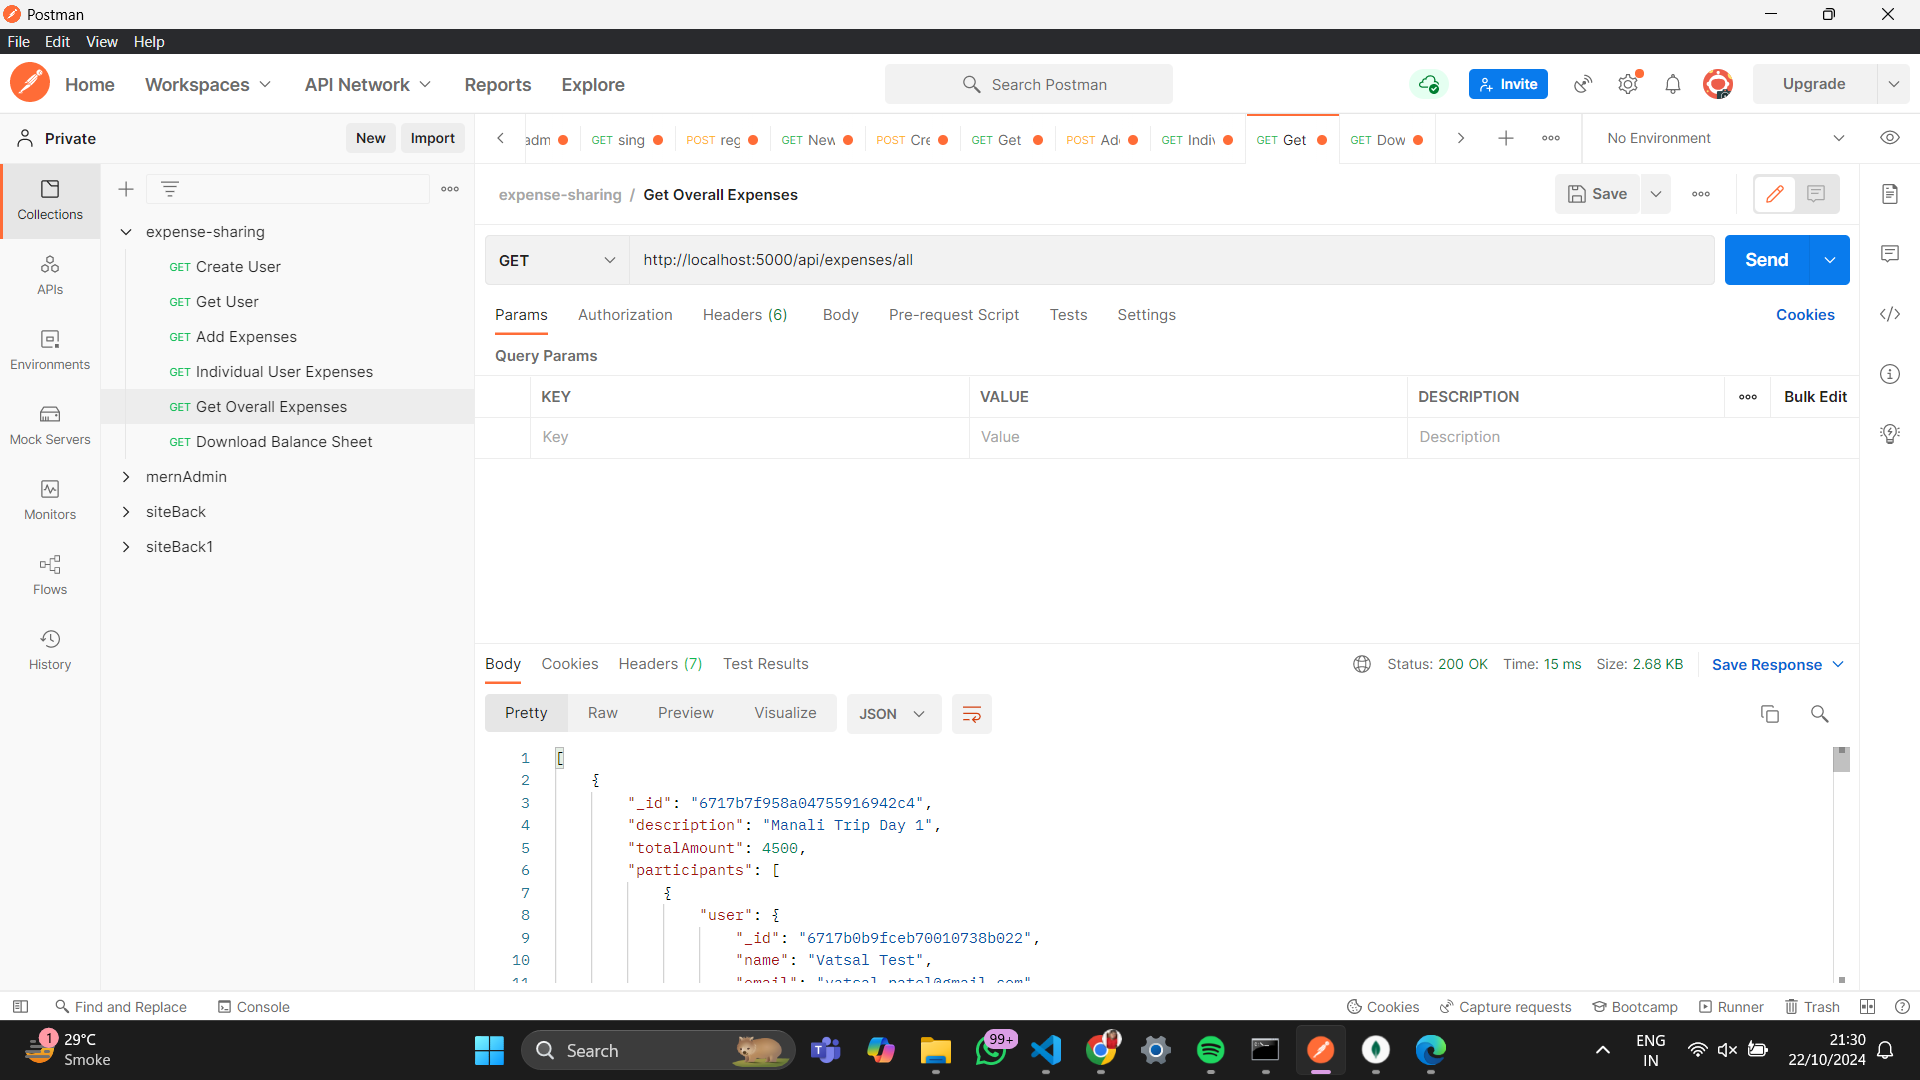 Postman
File Edit View Help
Home Workspaces API Network Reports Explore Search Postman Invite Upgrade
Private New Import
adm GET sing POST reg GET New POST Cre GET Get POST Ad GET Indiv GET Get GET Dow No Environment
Collections
APIs
Environments
Mock Servers
Monitors
Flows
History
expense-sharing
GET Create User
GET Get User
GET Add Expenses
GET Individual User Expenses
GET Get Overall Expenses
GET Download Balance Sheet
mernAdmin
siteBack
siteBack1
expense-sharing / Get Overall Expenses Save
GET http://localhost:5000/api/expenses/all Send
Params Authorization Headers (6) Body Pre-request Script Tests Settings Cookies
Query Params
KEY VALUE DESCRIPTION Bulk Edit
Key Value Description
Body Cookies Headers (7) Test Results Status: 200 OK Time: 15 ms Size: 2.68 KB Save Response
Pretty Raw Preview Visualize JSON
1 [
2 {
3 "_id": "6717b7f958a04755916942c4",
4 "description": "Manali Trip Day 1",
5 "totalAmount": 4500,
6 "participants": [
7 {
8 "user": {
9 "_id": "6717b0b9fceb70010738b022",
10 "name": "Vatsal Test",
11 "email": "vatsal.patel@gmail.com"
Find and Replace Console Cookies Capture requests Bootcamp Runner Trash
1 29°C
Smoke
Search
99+
ENG
IN
21:30
22/10/2024